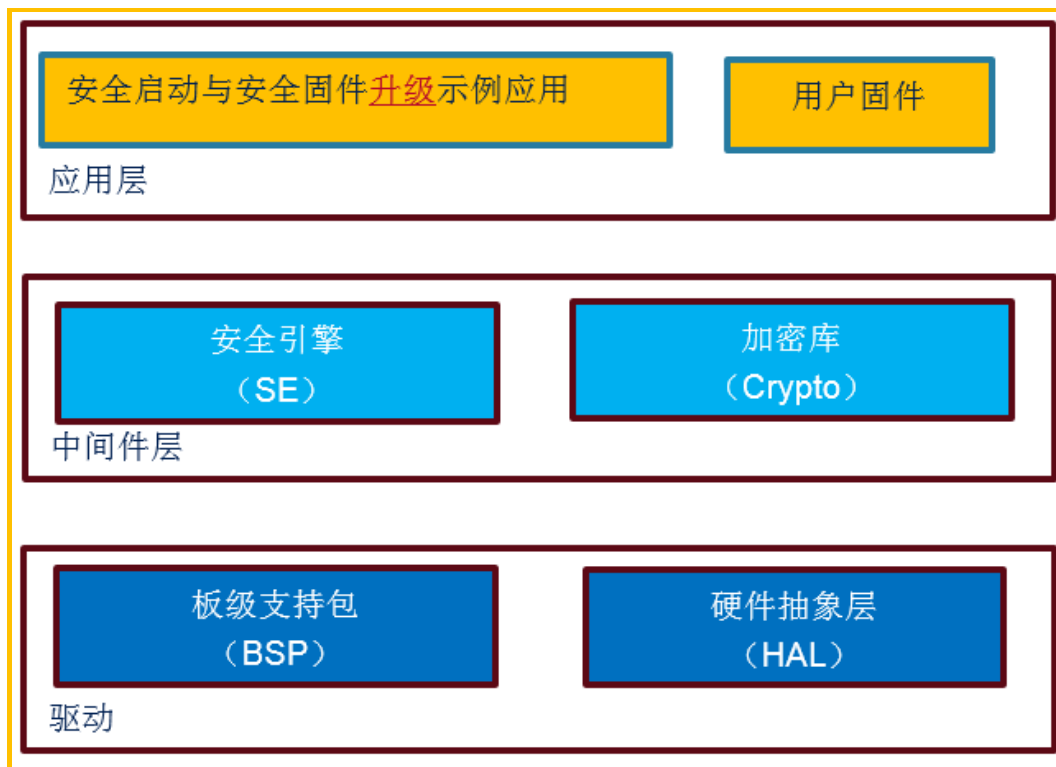 安全启动与安全固件升级示例应用
用户固件
应用层
安全引擎
（SE）
加密库
（Crypto）
中间件层
板级支持包
（BSP）
硬件抽象层
（HAL）
驱动